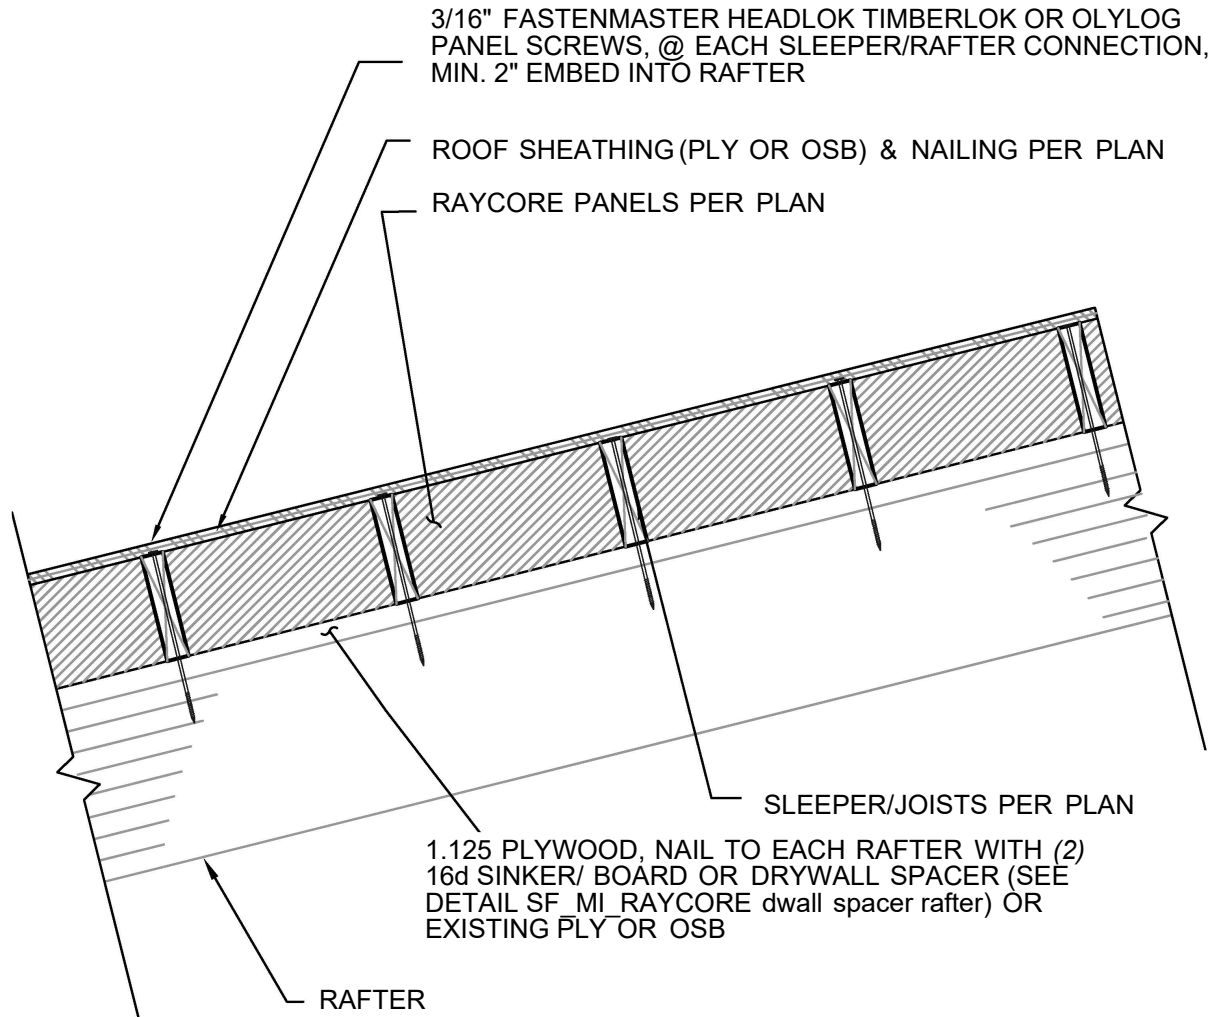 3/16" FASTENMASTER HEADLOK TIMBERLOK OR OLYLOG
PANEL SCREWS, @ EACH SLEEPER/RAFTER CONNECTION,
MIN. 2" EMBED INTO RAFTER
ROOF SHEATHING (PLY OR OSB) & NAILING PER PLAN
RAYCORE PANELS PER PLAN
SLEEPER/JOISTS PER PLAN
1.125 PLYWOOD, NAIL TO EACH RAFTER WITH (2)
16d SINKER/ BOARD OR DRYWALL SPACER (SEE
DETAIL SF_MI_RAYCORE dwall spacer rafter) OR
EXISTING PLY OR OSB
RAFTER